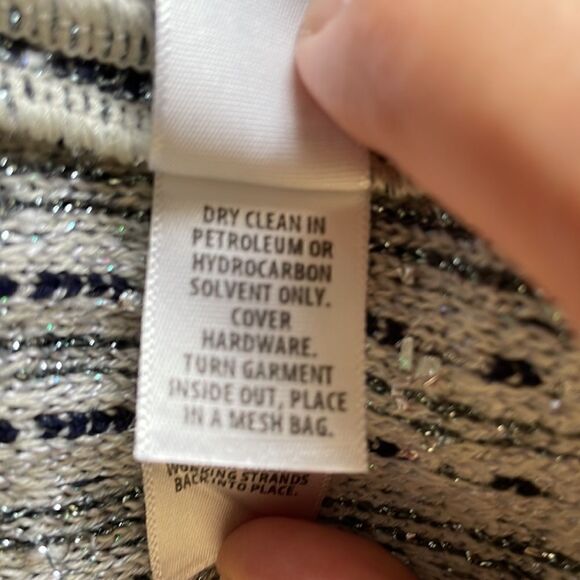 DRY CLEAN IN
PETROLEUM OR
HYDROCARBON
SOLVENT ONLY.
COVER
HARDWARE.
TURN GARMENT
INSIDE OUT, PLACE
IN A MESH BAG.
WORKING STRANDS
BACK INTO PLACE.